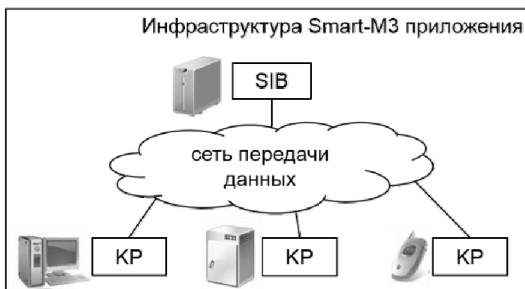 Инфраструктура Smart-M3 приложения
SIB
сеть передачи
данных
KP
KP
KP